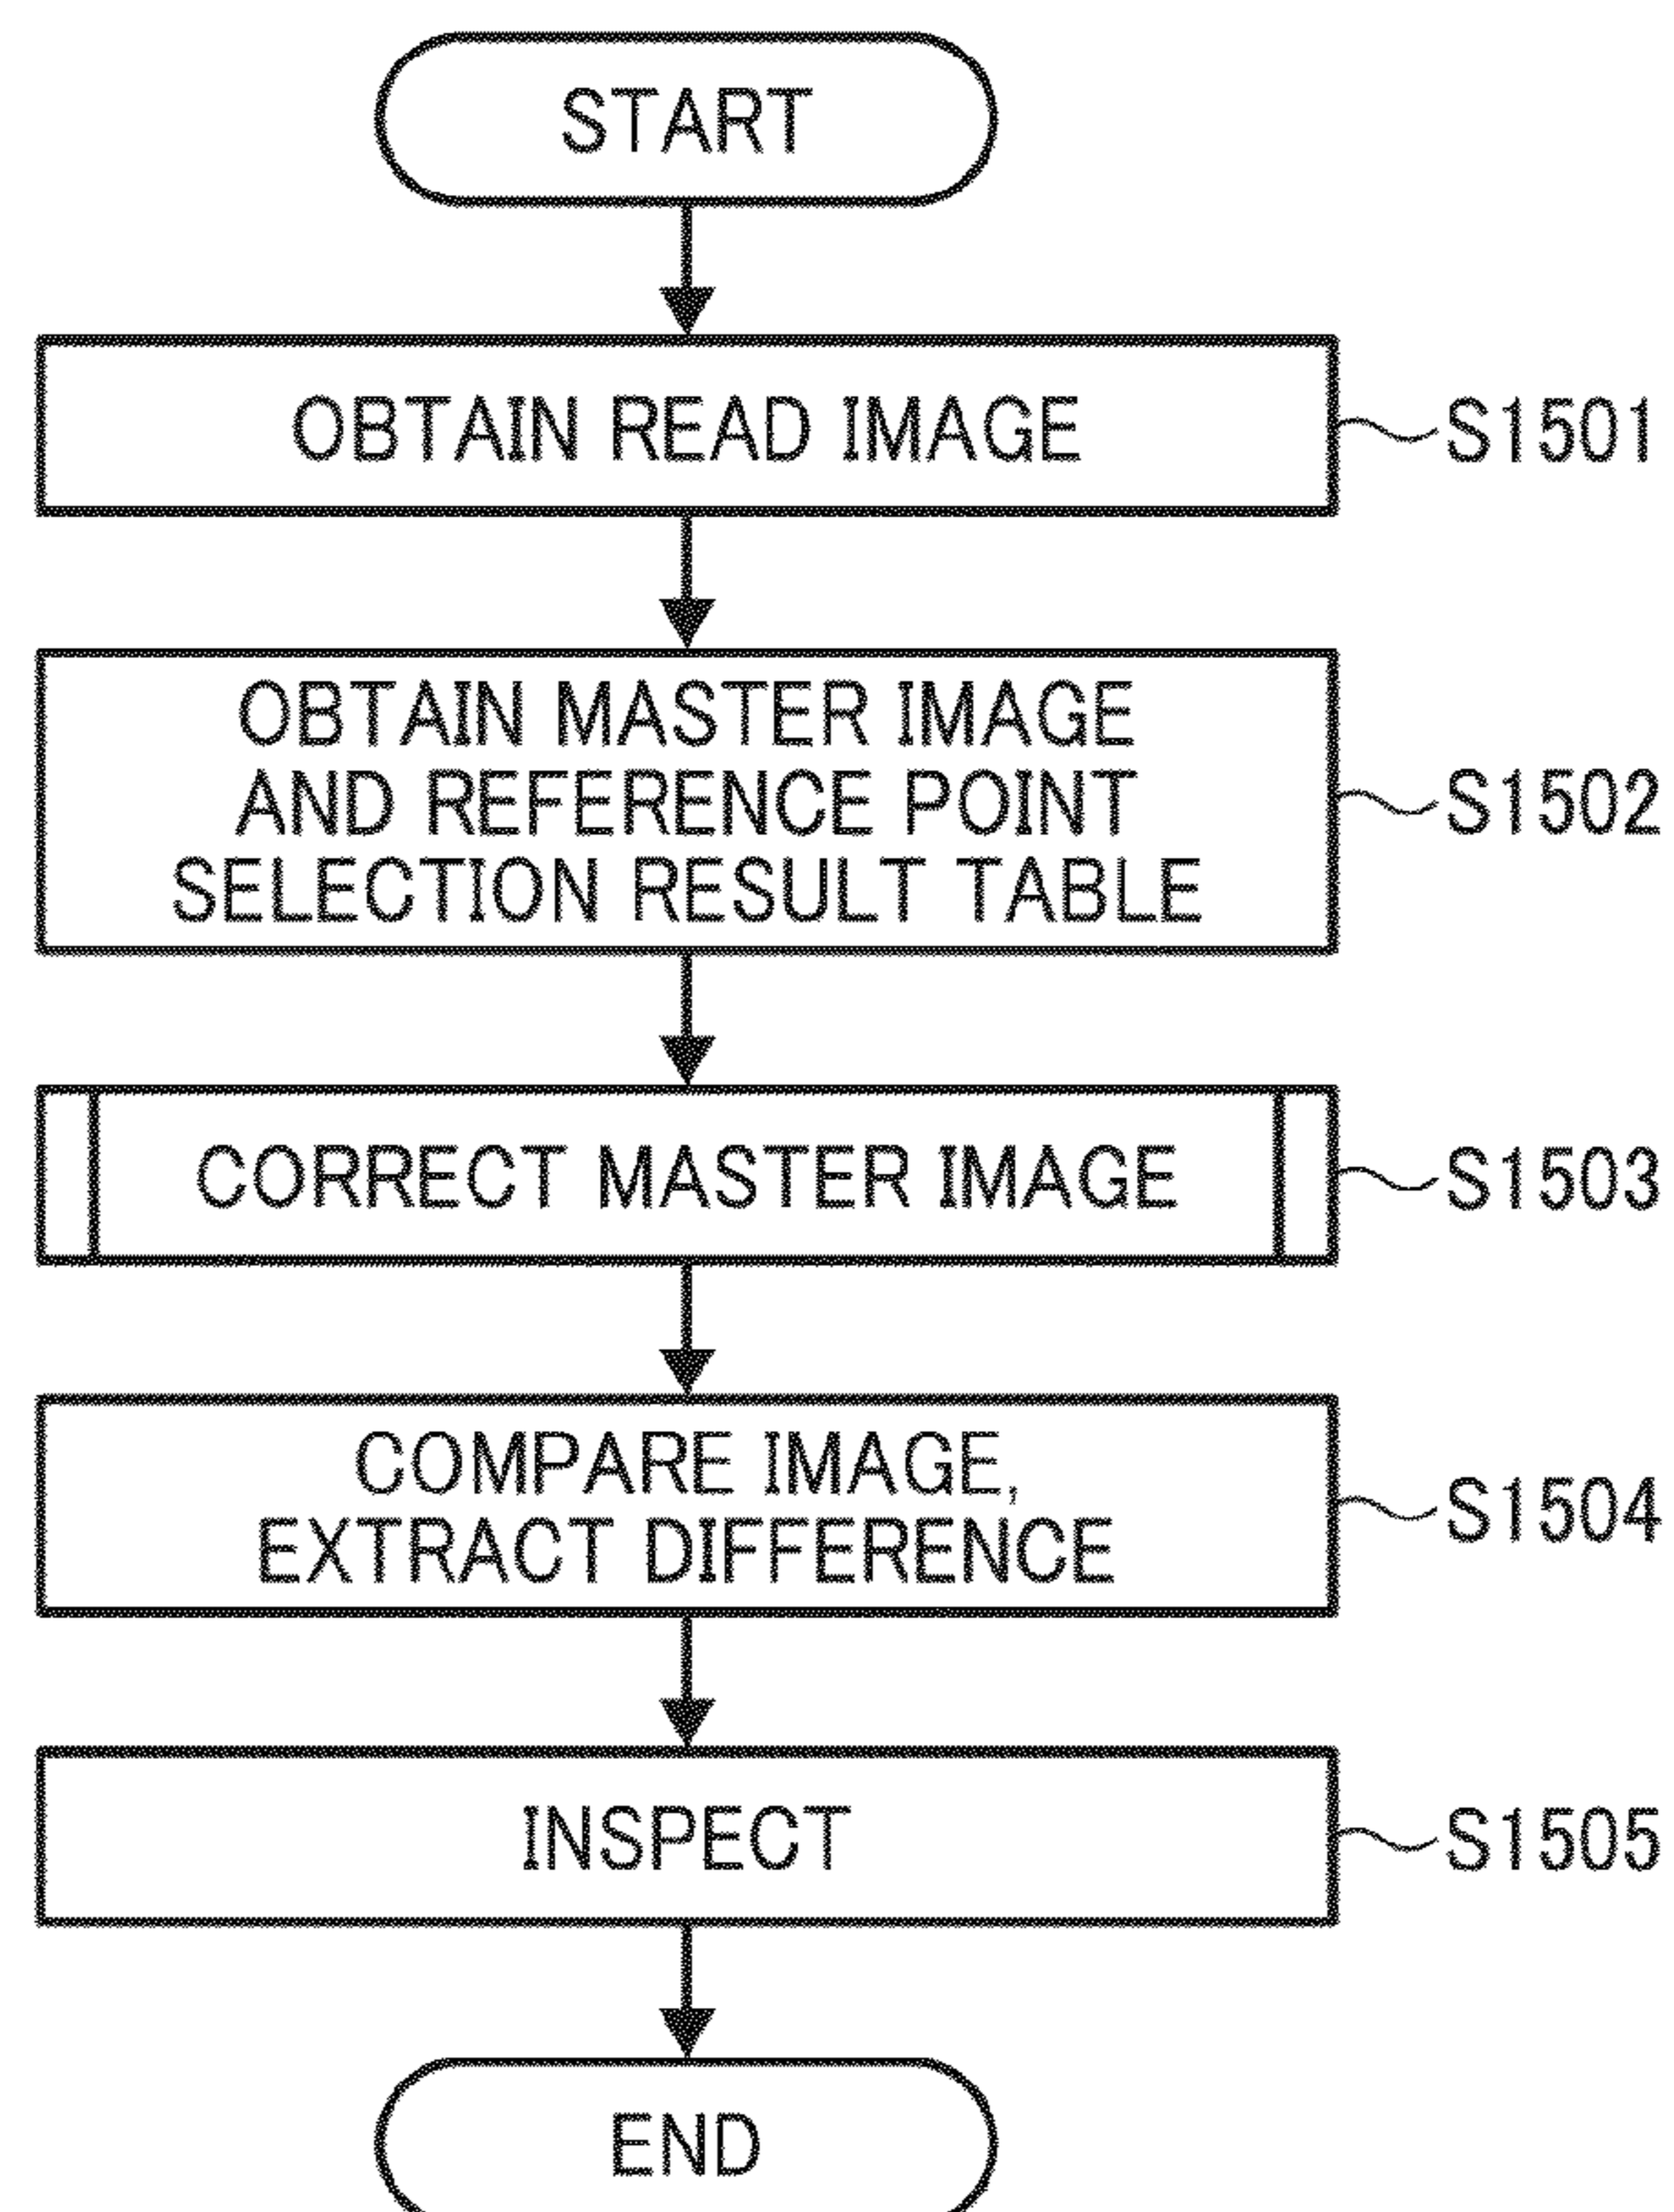 START
OBTAIN READ IMAGE
S1501
OBTAIN MASTER IMAGE
AND REFERENCE POINT
SELECTION RESULT TABLE
S1502
CORRECT MASTER IMAGE
S1503
COMPARE IMAGE,
EXTRACT DIFFERENCE
S1504
INSPECT
S1505
END